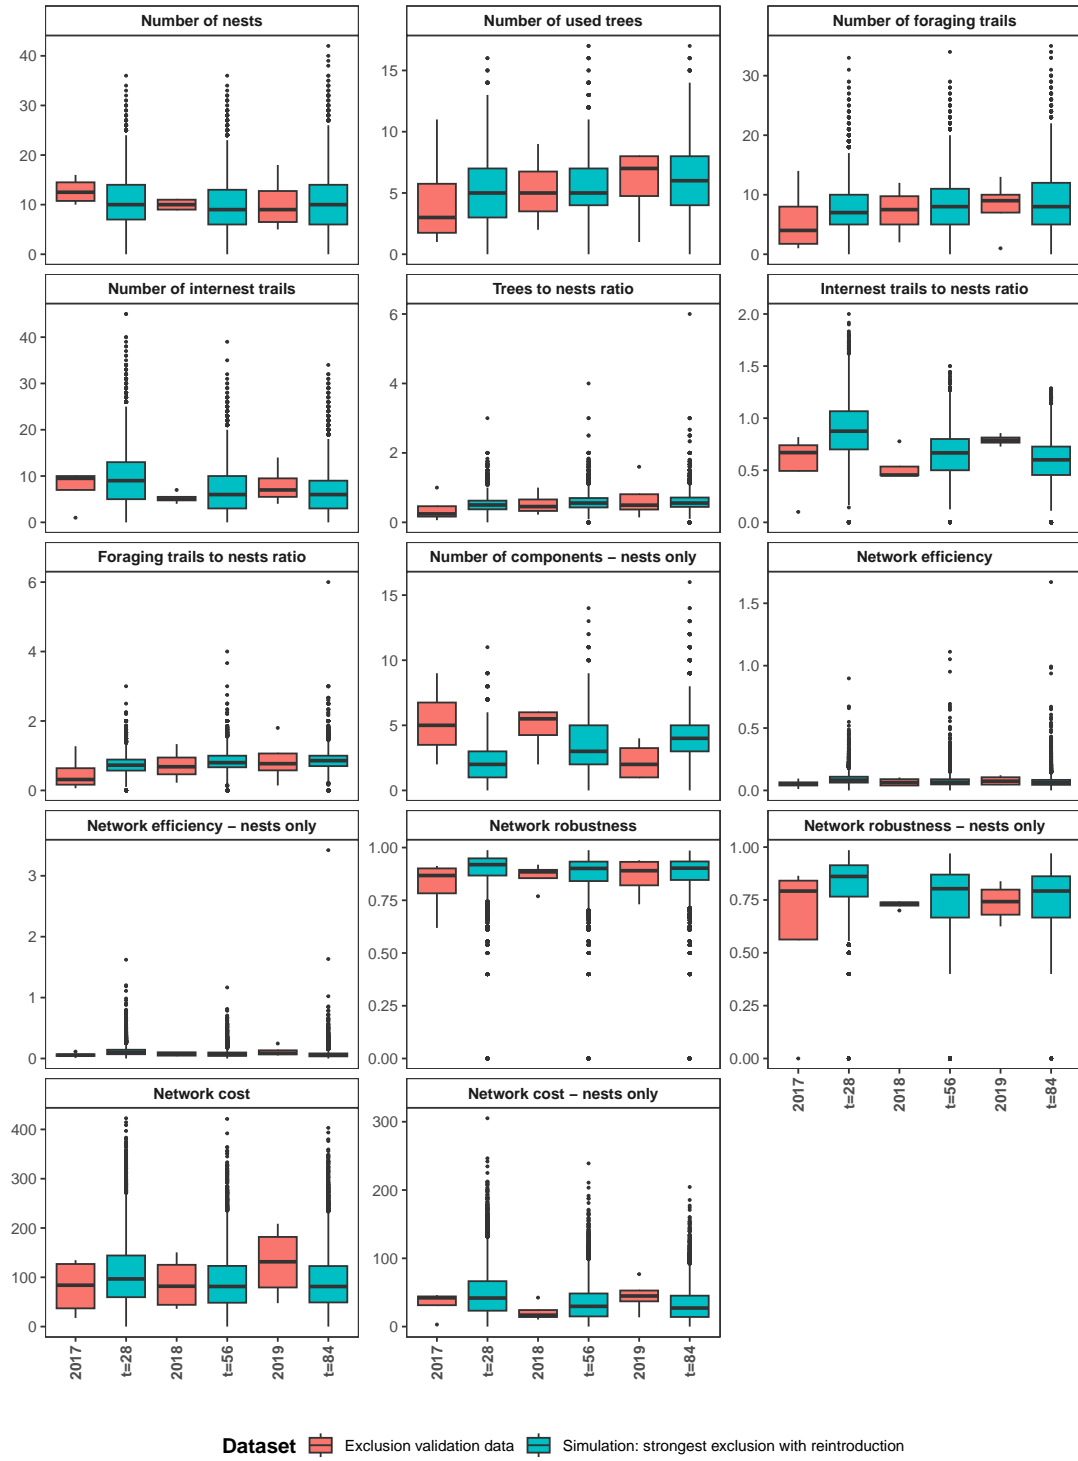 Number of nests
Number of used trees
Number of foraging trails
40
30
20
10
0
15
10
5
0
30
20
10
0
Number of internest trails
Trees to nests ratio
Internest trails to nests ratio
40
30
20
10
0
6
4
2
0
2.0
1.5
1.0
0.5
0.0
Foraging trails to nests ratio
Number of components – nests only
Network efficiency
6
4
2
0
15
10
5
0
1.5
1.0
0.5
0.0
Network efficiency – nests only
Network robustness
Network robustness – nests only
3
2
1
0
1.00
0.75
0.50
0.25
0.00
1.00
0.75
0.50
0.25
0.00
2017
t=28
2018
t=56
2019
t=84
Network cost
Network cost – nests only
400
300
200
100
0
300
200
100
0
2017
t=28
2018
t=56
2019
t=84
2017
t=28
2018
t=56
2019
t=84
Dataset Exclusion validation data Simulation: strongest exclusion with reintroduction